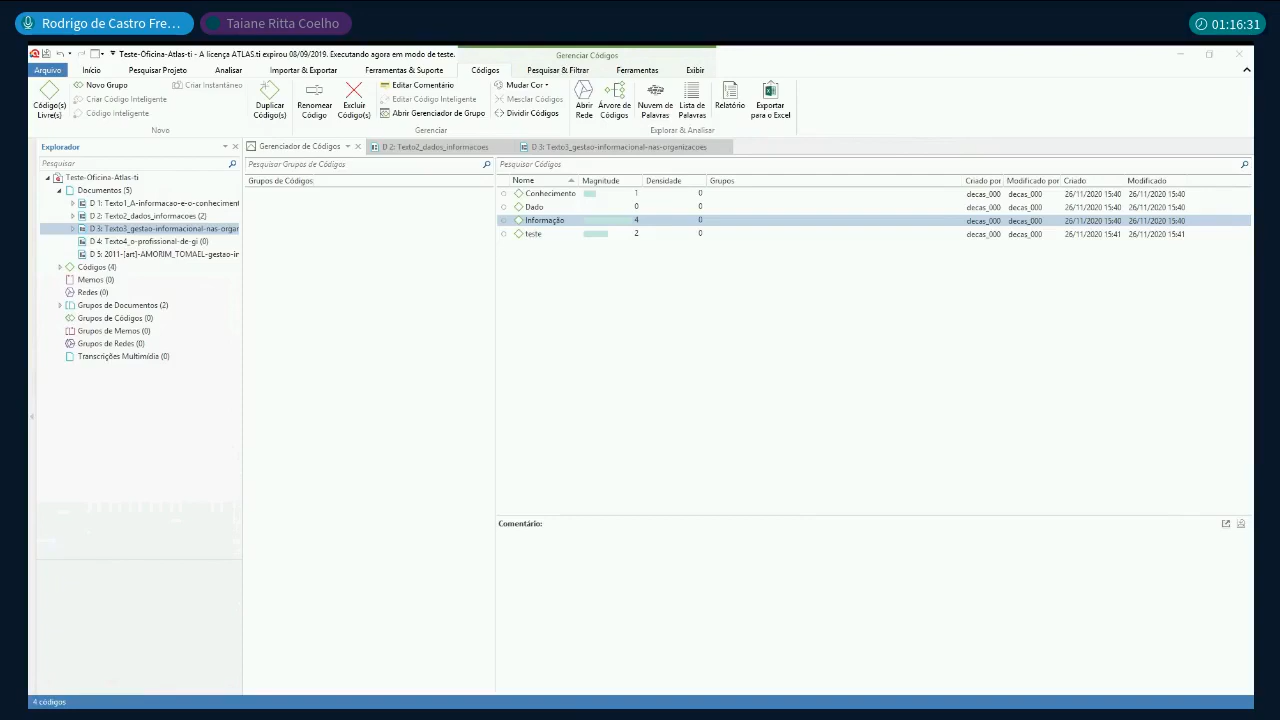 Rodrigo de Castro Fre...
Taiane Ritta Coelho
01:16:31
Teste-Oficina-Atlas-ti - A licença ATLAS.ti expirou 08/09/2019. Executando agora em modo de teste.
Gerenciar Códigos
Arquivo Início Pesquisar Projeto Analisar Importar & Exportar Ferramentas & Suporte Códigos Pesquisar & Filtrar Ferramentas Exibir
Código(s) Livre(s)
Novo Grupo
Criar Código Inteligente
Código Inteligente
Criar Instantâneo
Novo
Duplicar Código(s)
Renomear Código
Excluir Código(s)
Editar Comentário
Editar Código Inteligente
Abrir Gerenciador de Grupo
Mudar Cor
Mesclar Códigos
Dividir Códigos
Gerenciar
Abrir Rede
Árvore de Códigos
Nuvem de Palavras
Lista de Palavras
Relatório
Exportar para o Excel
Explorar & Analisar
Explorador
Pesquisar
Teste-Oficina-Atlas-ti
Documentos (5)
D 1: Texto1_A-informacao-e-o-conheciment
D 2: Texto2_dados_informacoes (2)
D 3: Texto3_gestao-informacional-nas-orgar
D 4: Texto4_o-profissional-de-gi (0)
D 5: 2011-[art]-AMORIM_TOMAEL-gestao-ir
Códigos (4)
Memos (0)
Redes (0)
Grupos de Documentos (2)
Grupos de Códigos (0)
Grupos de Memos (0)
Grupos de Redes (0)
Transcrições Multimídia (0)
Gerenciador de Códigos
D 2: Texto2_dados_informacoes
D 3: Texto3_gestao-informacional-nas-organizacoes
Pesquisar Grupos de Códigos
Grupos de Códigos
Pesquisar Códigos
Nome Magnitude Densidade Grupos Criado por Modificado por Criado Modificado
Conhecimento 1 0 decas_000 decas_000 26/11/2020 15:40 26/11/2020 15:40
Dado 0 0 decas_000 decas_000 26/11/2020 15:40 26/11/2020 15:40
Informação 4 0 decas_000 decas_000 26/11/2020 15:40 26/11/2020 15:40
teste 2 0 decas_000 decas_000 26/11/2020 15:41 26/11/2020 15:41
Comentário:
4 códigos